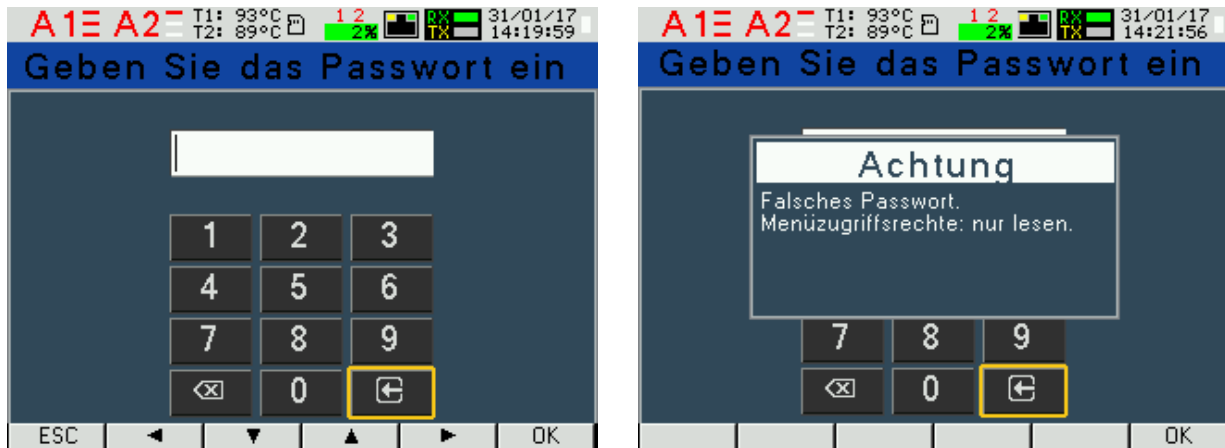 A1 A2 T1: 93°C 1 2 RX 31/01/17
T2: 89°C 2% TX 14:19:59
Geben Sie das Passwort ein
1 2 3
4 5 6
7 8 9
0
ESC ◄ ▼ ▲ ► OK
A1 A2 T1: 93°C 1 2 RX 31/01/17
T2: 89°C 2% TX 14:21:56
Geben Sie das Passwort ein
Achtung
Falsches Passwort.
Menüzugriffsrechte: nur lesen.
7 8 9
0
OK